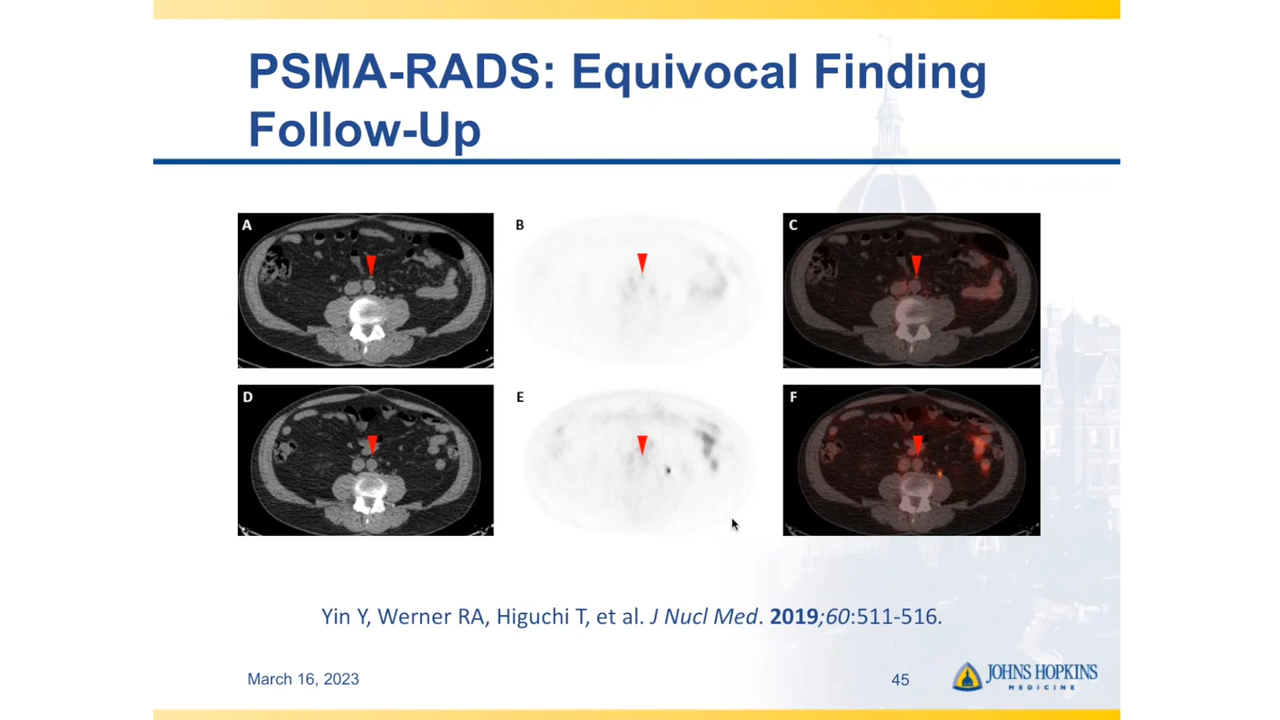 PSMA-RADS: Equivocal Finding
Follow-Up
A
B
C
D
E
F
Yin Y, Werner RA, Higuchi T, et al. J Nucl Med. 2019;60:511-516.
March 16, 2023
45
JOHNS HOPKINS
MEDICINE